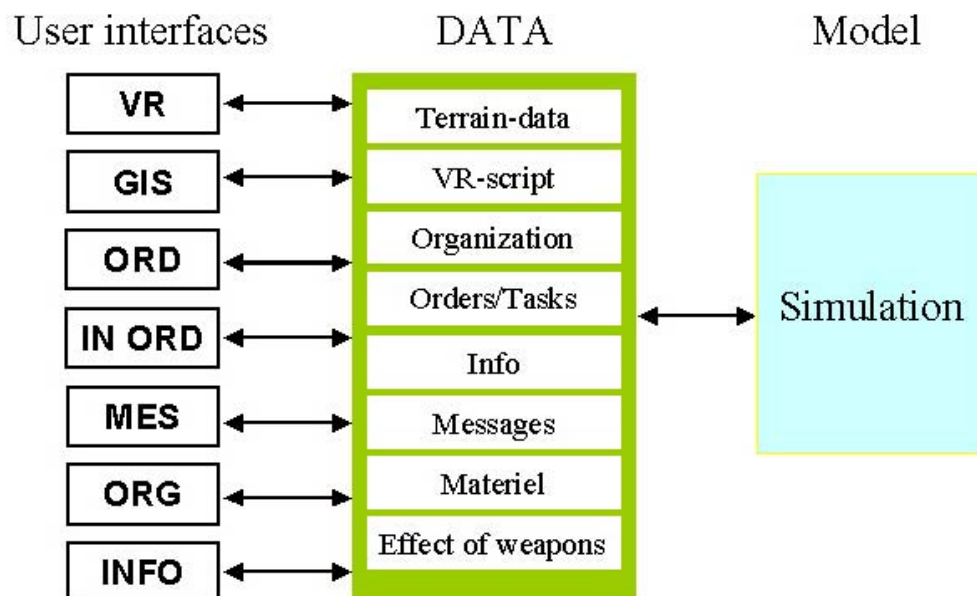 User interfaces
DATA
Model
VR
GIS
ORD
IN ORD
MES
ORG
INFO
Terrain-data
VR-script
Organization
Orders/Tasks
Info
Messages
Materiel
Effect of weapons
Simulation